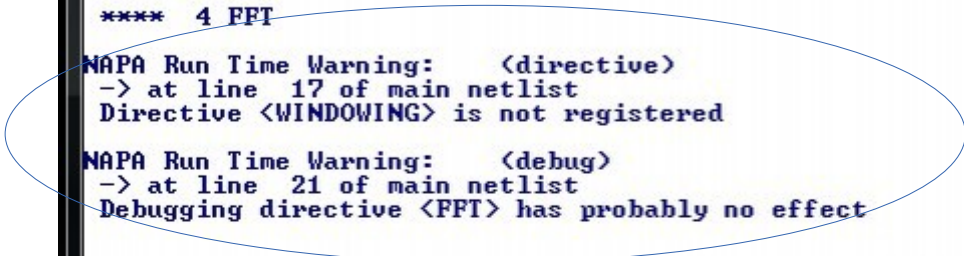 **** 4 FFT
NAPA Run Time Warning: (directive)
-> at line 17 of main netlist
Directive <WINDOWING> is not registered
NAPA Run Time Warning: (debug)
-> at line 21 of main netlist
Debugging directive <FFT> has probably no effect